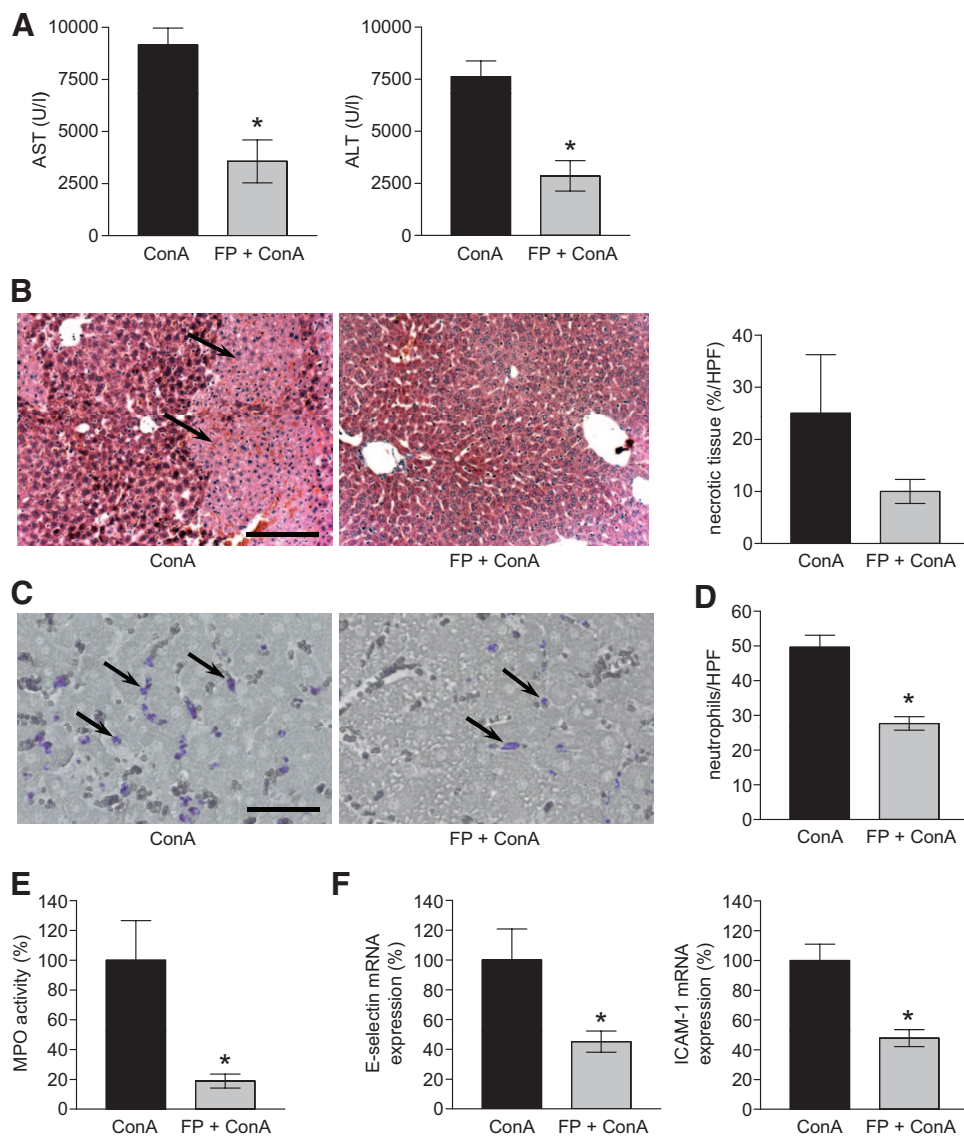 A
AST (U/l)
10000
7500
5000
2500
0
*
ConA
FP + ConA
ALT (U/l)
10000
7500
5000
2500
0
*
ConA
FP + ConA
B
ConA
FP + ConA
necrotic tissue (%/HPF)
40
30
20
10
0
ConA
FP + ConA
C
ConA
FP + ConA
D
neutrophils/HPF
60
50
40
30
20
10
0
*
ConA
FP + ConA
E
MPO activity (%)
140
120
100
80
60
40
20
0
*
ConA
FP + ConA
F
E-selectin mRNA
expression (%)
140
120
100
80
60
40
20
0
*
ConA
FP + ConA
ICAM-1 mRNA
expression (%)
140
120
100
80
60
40
20
0
*
ConA
FP + ConA